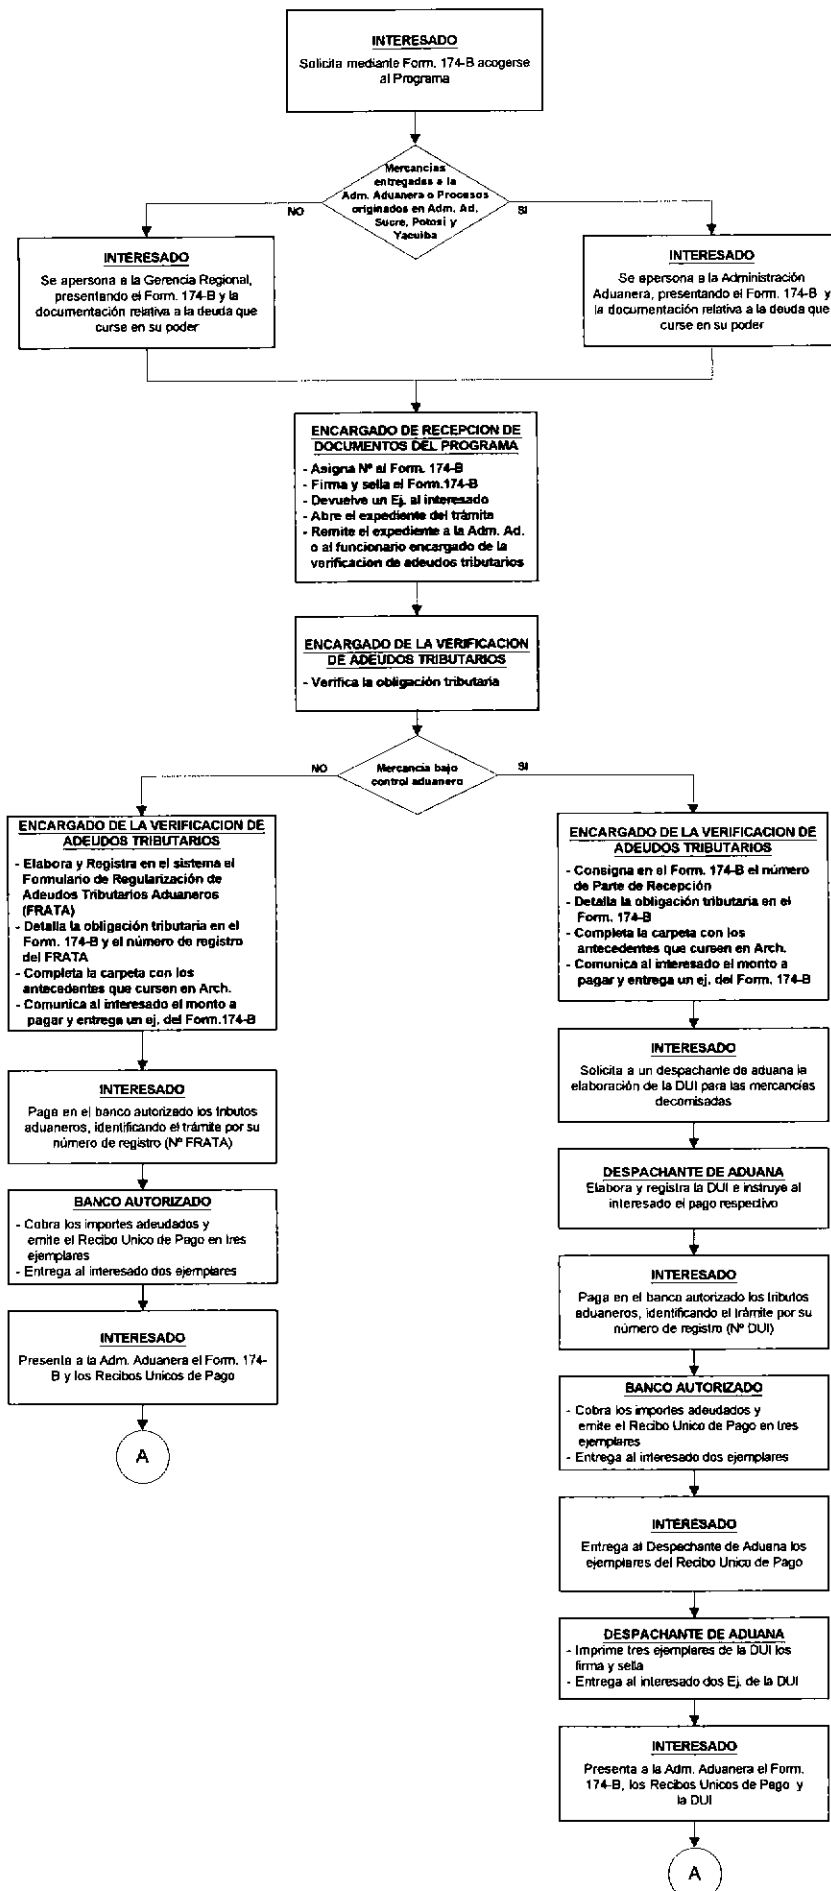 INTERESADO
Solicita mediante Form. 174-B acogerse
al Programa
Mercancias
entregadas a la
Adm. Aduanera o Procesos
originados en Adm. Ad.
Sucre, Potosí y
Yacuiba
NO
SI
INTERESADO
Se apersona a la Gerencia Regional,
presentando el Form. 174-B y la
documentación relativa a la deuda que
curse en su poder
INTERESADO
Se apersona a la Administración
Aduanera, presentando el Form. 174-B y
la documentación relativa a la deuda que
curse en su poder
ENCARGADO DE RECEPCION DE
DOCUMENTOS DEL PROGRAMA
- Asigna Nº al Form. 174-B
- Firma y sella el Form.174-B
- Devuelve un Ej. al interesado
- Abre el expediente del trámite
- Remite el expediente a la Adm. Ad.
o al funcionario encargado de la
verificacion de adeudos tributarios
ENCARGADO DE LA VERIFICACION
DE ADEUDOS TRIBUTARIOS
- Verifica la obligación tributaria
Mercancia bajo
control aduanero
NO
SI
ENCARGADO DE LA VERIFICACION DE
ADEUDOS TRIBUTARIOS
- Elabora y Registra en el sistema el
Formulario de Regularización de
Adeudos Tributarios Aduaneros
(FRATA)
- Detalla la obligación tributaria en el
Form. 174-B y el número de registro
del FRATA
- Completa la carpeta con los
antecedentes que cursen en Arch.
- Comunica al interesado el monto a
pagar y entrega un ej. del Form.174-B
INTERESADO
Paga en el banco autorizado los tributos
aduaneros, identificando el trámite por su
número de registro (Nº FRATA)
BANCO AUTORIZADO
- Cobra los importes adeudados y
emite el Recibo Unico de Pago en tres
ejemplares
- Entrega al interesado dos ejemplares
INTERESADO
Presenta a la Adm. Aduanera el Form. 174-
B y los Recibos Unicos de Pago
A
ENCARGADO DE LA VERIFICACION DE
ADEUDOS TRIBUTARIOS
- Consigna en el Form. 174-B el número
de Parte de Recepción
- Detalla la obligación tributaria en el
Form. 174-B
- Completa la carpeta con los
antecedentes que cursen en Arch.
- Comunica al interesado el monto a
pagar y entrega un ej. del Form. 174-B
INTERESADO
Solicita a un despachante de aduana la
elaboración de la DUI para las mercancías
decomisadas
DESPACHANTE DE ADUANA
Elabora y registra la DUI e instruye al
interesado el pago respectivo
INTERESADO
Paga en el banco autorizado los tributos
aduaneros, identificando el trámite por su
número de registro (Nº DUI)
BANCO AUTORIZADO
- Cobra los importes adeudados y
emite el Recibo Unico de Pago en tres
ejemplares
- Entrega al interesado dos ejemplares
INTERESADO
Entrega al Despachante de Aduana los
ejemplares del Recibo Unico de Pago
DESPACHANTE DE ADUANA
- Imprime tres ejemplares de la DUI los
firma y sella
- Entrega al interesado dos Ej. de la DUI
INTERESADO
Presenta a la Adm. Aduanera el Form.
174-B, los Recibos Unicos de Pago y
la DUI
A